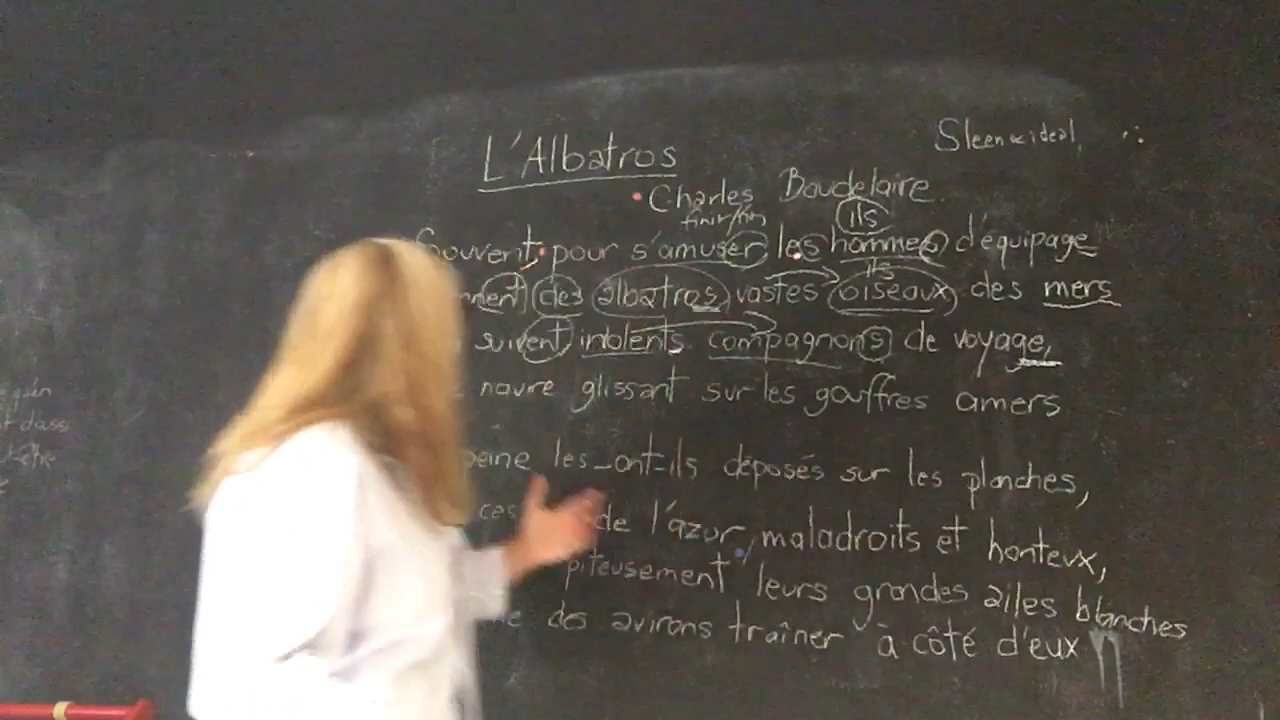 L'Albatros
Sleen & ideal,
Charles Baudelaire
finir/fin
ils
Souvent, pour s'amuser les hommes d'équipage
ils
nent des albatros vastes oiseaux des mers
suivent indolents compagnons de voyage,
navire glissant sur les gouffres amers
peine les-ont-ils déposés sur les planches,
ces de l'azur, maladroits et honteux,
piteusement leurs grandes ailes blanches
des avirons traîner à côté d'eux